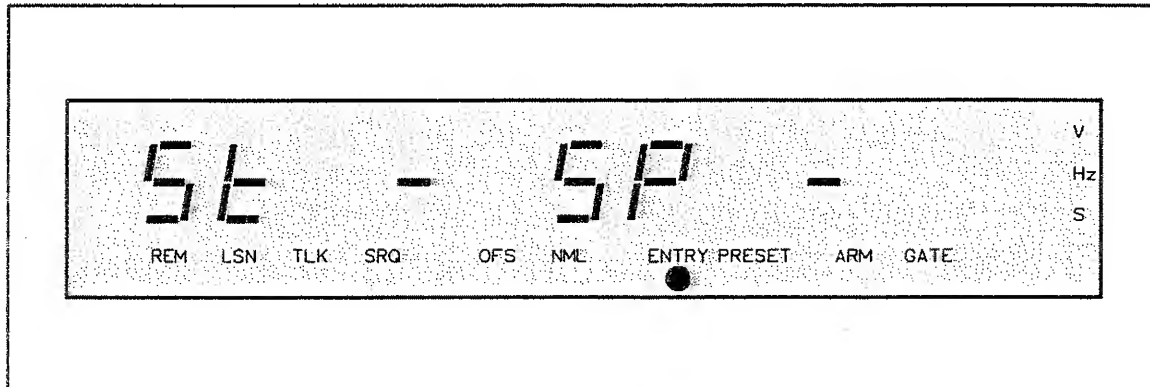 St - SP -
V
Hz
S
REM LSN TLK SRQ OFS NML ENTRY PRESET ARM GATE